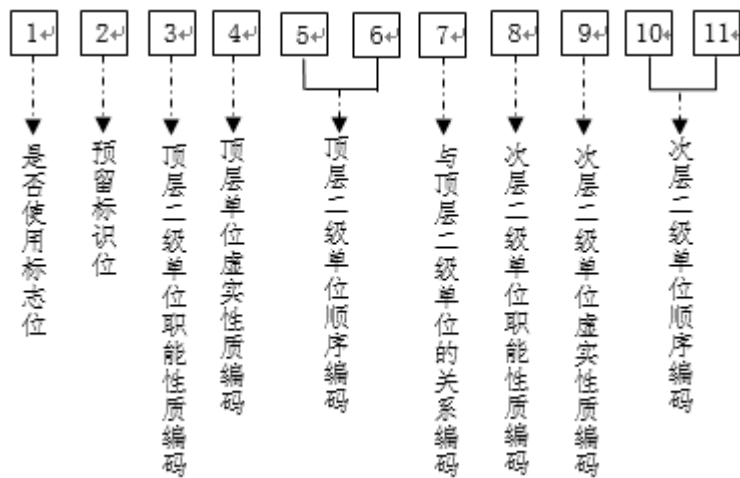 1 2 3 4 5 6 7 8 9 10 11
是否使用标志位
预留标识位
顶层二级单位职能性质编码
顶层单位虚实性质编码
顶层二级单位顺序编码
与顶层二级单位的关系编码
次层二级单位职能性质编码
次层二级单位虚实性质编码
次层二级单位顺序编码